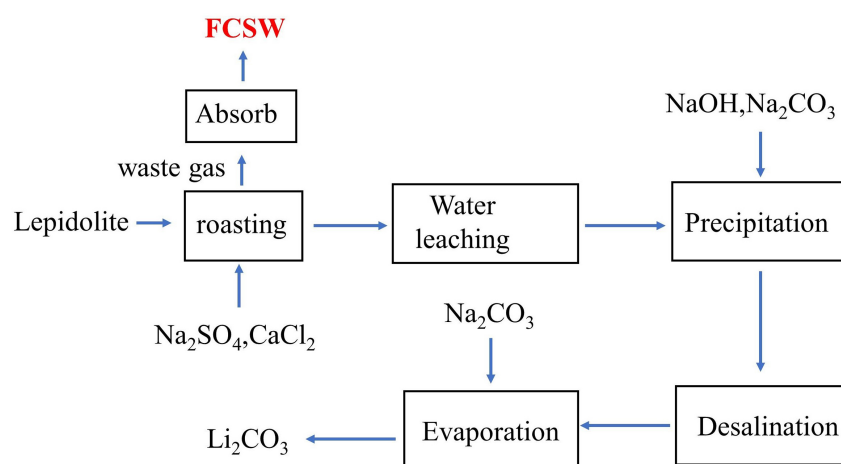 FCSW
Absorb
NaOH,Na₂CO₃
waste gas
Lepidolite
roasting
Water
leaching
Precipitation
Na₂SO₄,CaCl₂
Na₂CO₃
Li₂CO₃
Evaporation
Desalination